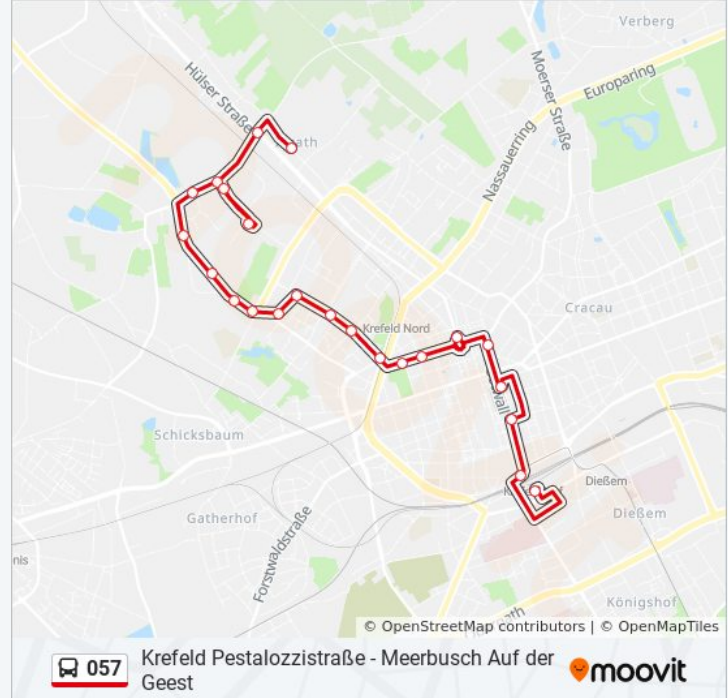 Verberg
Moerser Straße
Europaring
Hülser Straße
Nassauerring
Cracau
Krefeld Nord
Schicksbaum
Dießem
Gatherhof
Dießem
Forstwaldstraße
nis
Königshof
© OpenStreetMap contributors | © OpenMapTiles
057
Krefeld Pestalozzistraße - Meerbusch Auf der
Geest
moovit